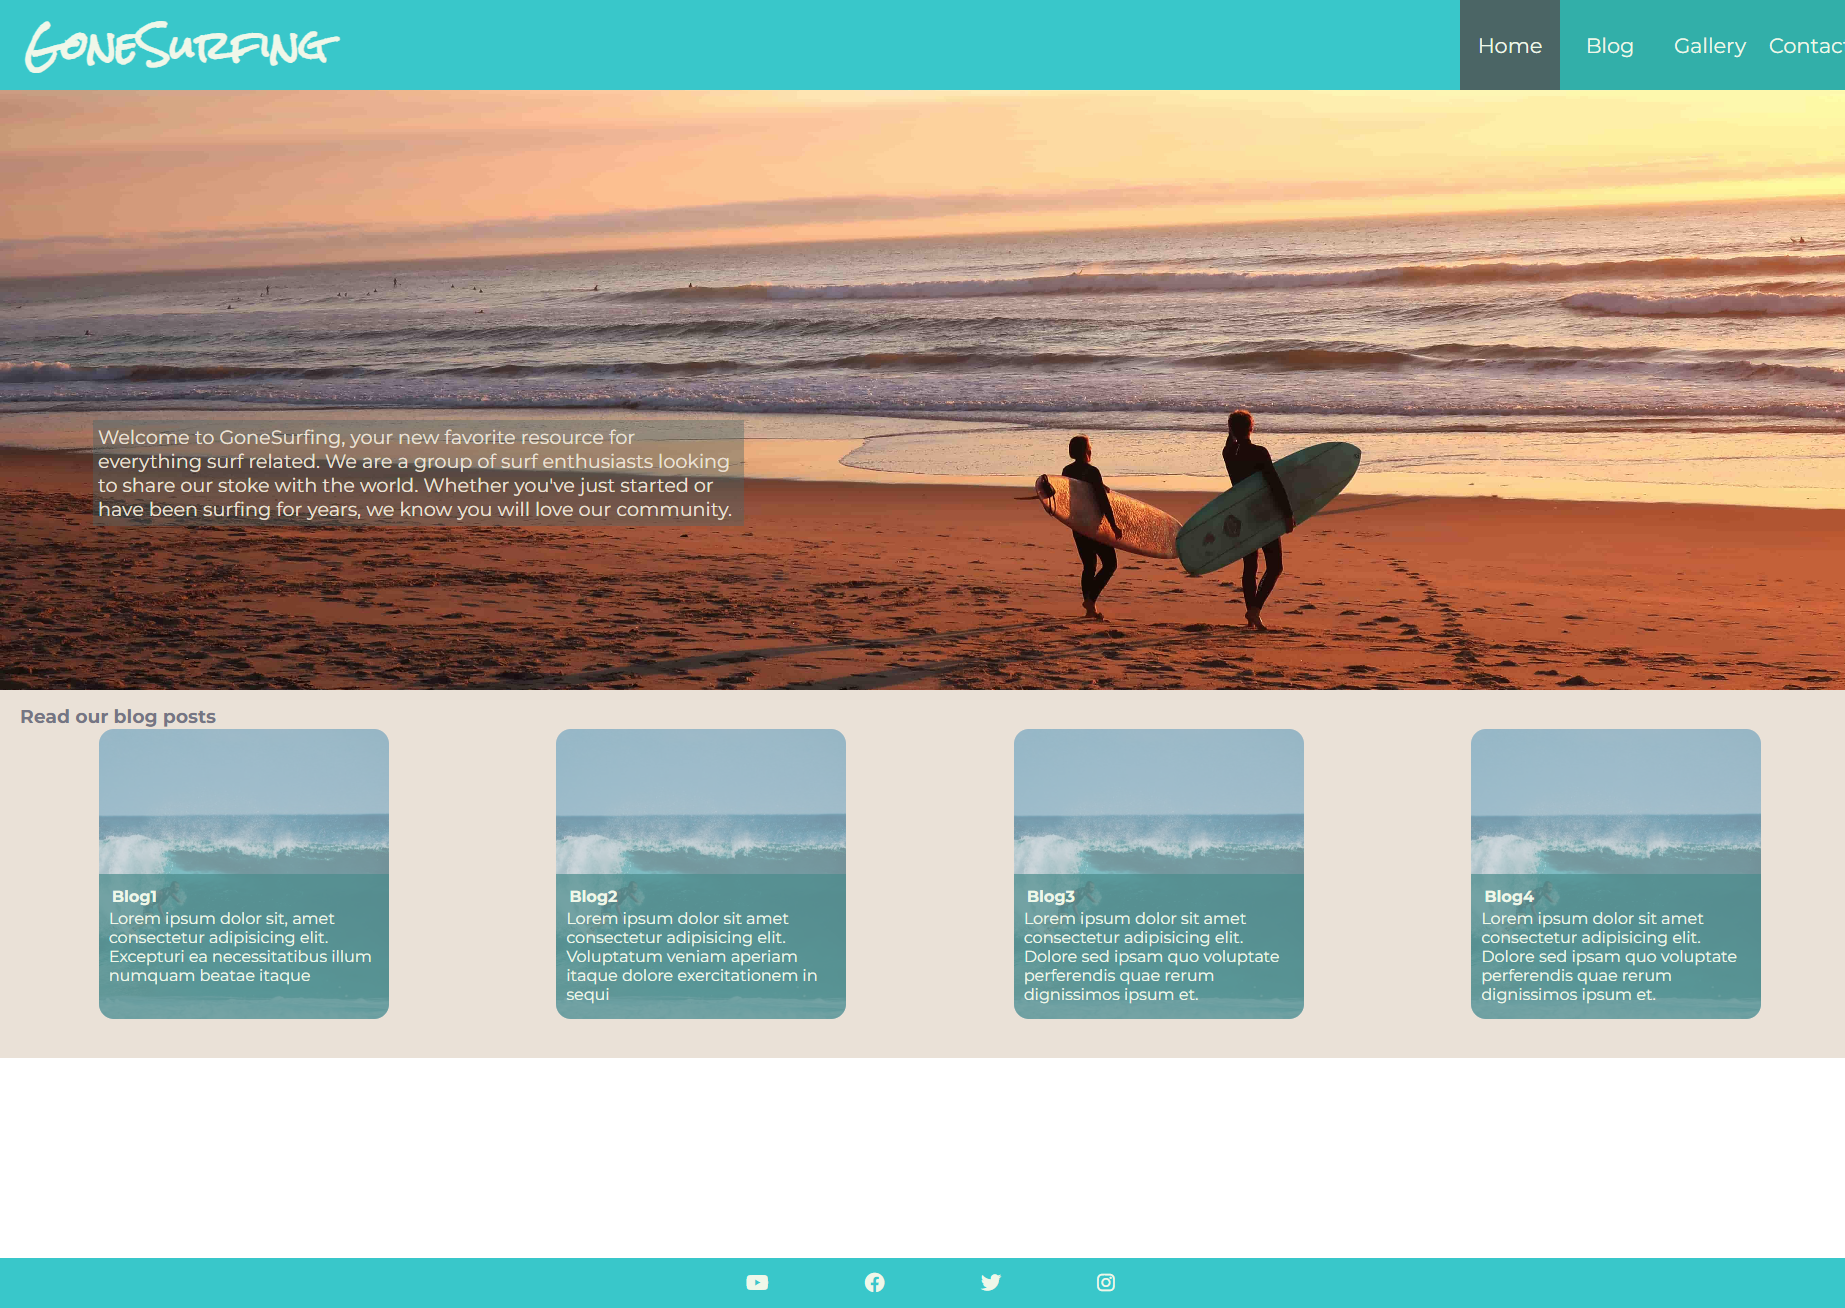 GoneSurfing
Home Blog Gallery Contac
Welcome to GoneSurfing, your new favorite resource for
everything surf related. We are a group of surf enthusiasts looking
to share our stoke with the world. Whether you've just started or
have been surfing for years, we know you will love our community.
Read our blog posts
Blog1
Lorem ipsum dolor sit, amet
consectetur adipisicing elit.
Excepturi ea necessitatibus illum
numquam beatae itaque
Blog2
Lorem ipsum dolor sit amet
consectetur adipisicing elit.
Voluptatum veniam aperiam
itaque dolore exercitationem in
sequi
Blog3
Lorem ipsum dolor sit amet
consectetur adipisicing elit.
Dolore sed ipsam quo voluptate
perferendis quae rerum
dignissimos ipsum et.
Blog4
Lorem ipsum dolor sit amet
consectetur adipisicing elit.
Dolore sed ipsam quo voluptate
perferendis quae rerum
dignissimos ipsum et.